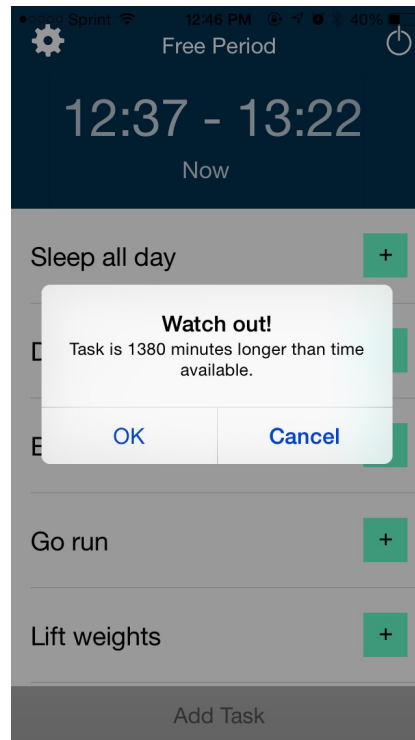 Sprint 12:46 PM 40%
Free Period
12:37 - 13:22
Now
Sleep all day
+
Watch out!
Task is 1380 minutes longer than time
available.
D
OK Cancel
E
Go run
+
Lift weights
+
Add Task